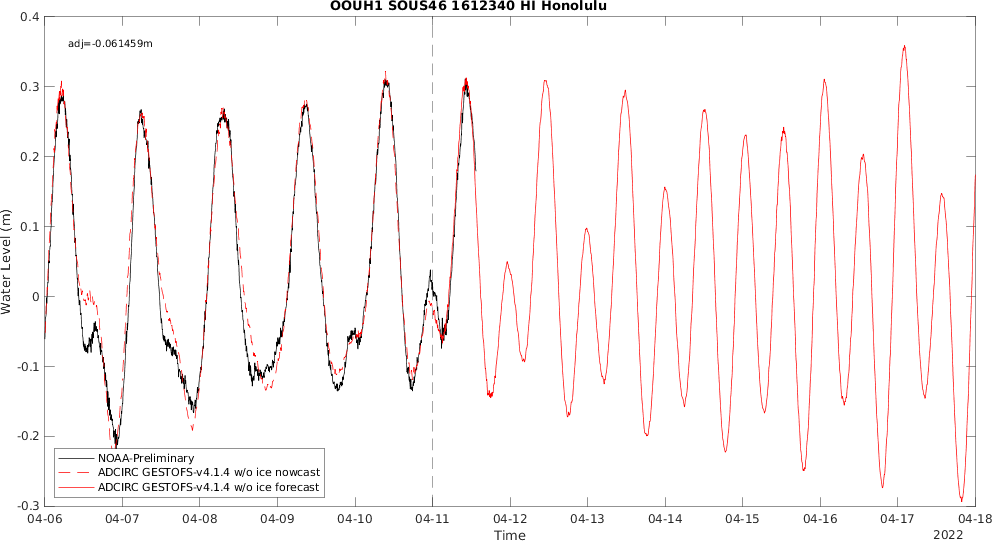 OOUH1 SOUS46 1612340 HI Honolulu
adj=-0.061459m
0.4
0.3
0.2
0.1
0
-0.1
-0.2
-0.3
Water Level (m)
NOAA-Preliminary
ADCIRC GESTOFS-v4.1.4 w/o ice nowcast
ADCIRC GESTOFS-v4.1.4 w/o ice forecast
04-06 04-07 04-08 04-09 04-10 04-11 04-12 04-13 04-14 04-15 04-16 04-17 04-18
Time
2022